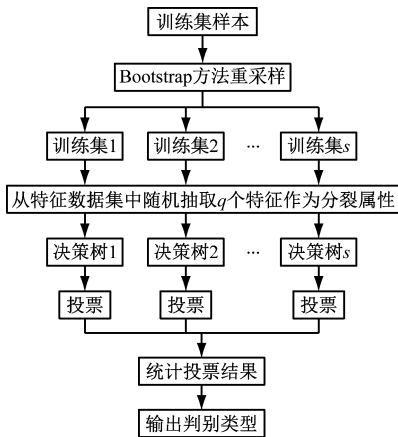 训练集样本
Bootstrap方法重采样
训练集1 训练集2 ... 训练集s
从特征数据集中随机抽取q个特征作为分裂属性
决策树1 决策树2 ... 决策树s
投票 投票 投票
统计投票结果
输出判别类型